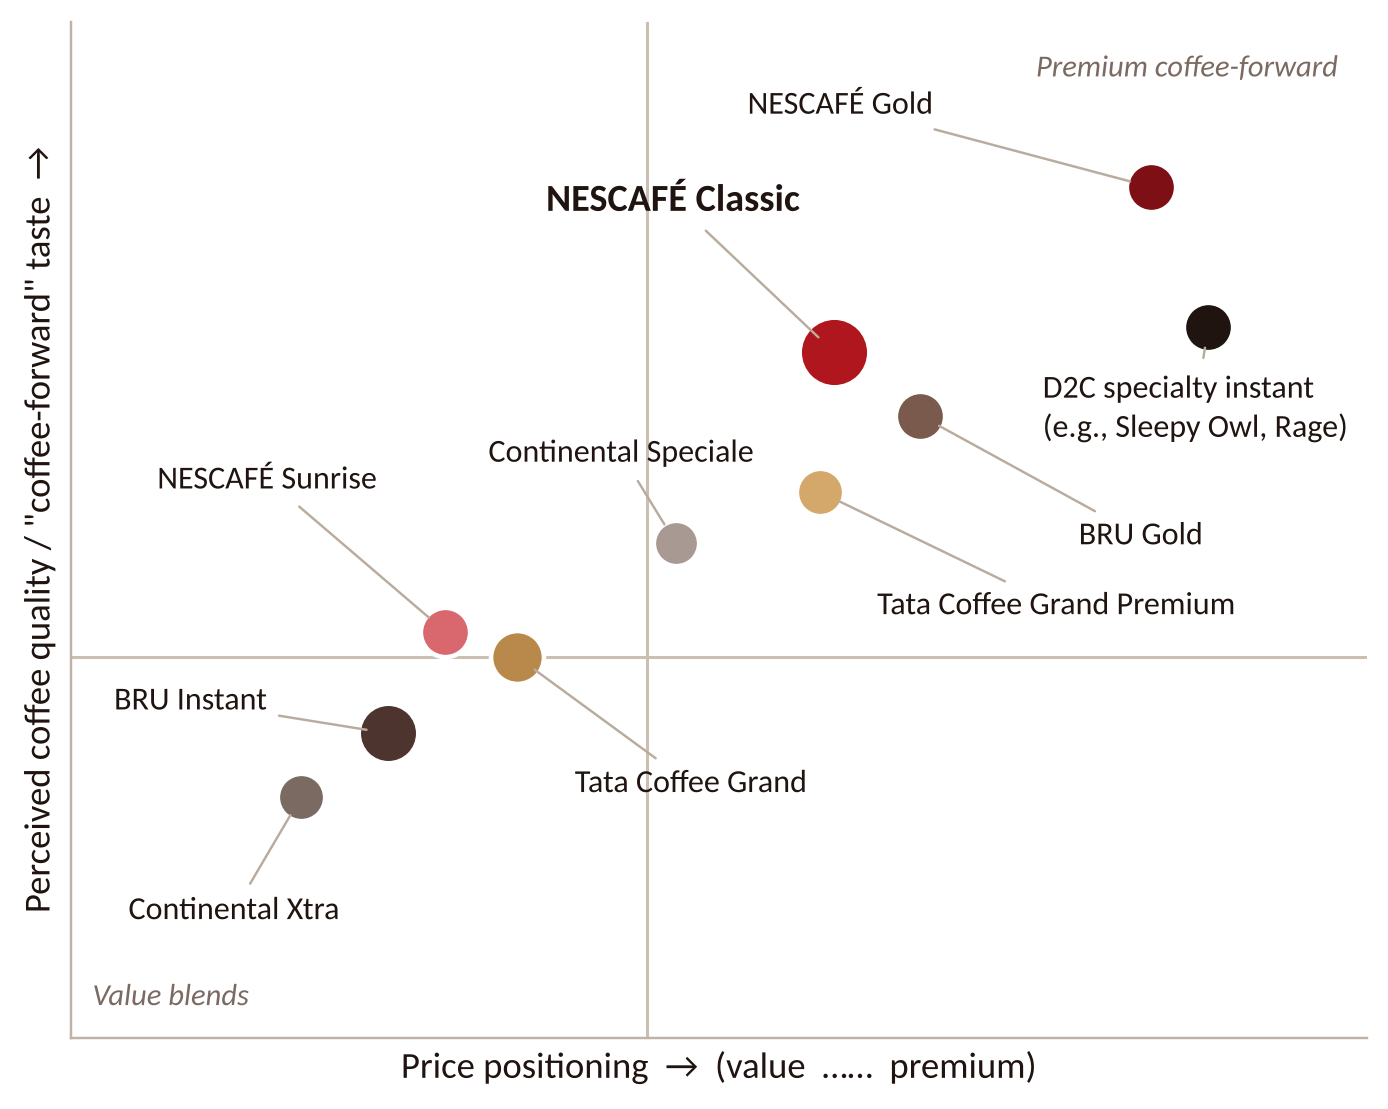 Premium coffee-forward
NESCAFÉ Gold
NESCAFÉ Classic
D2C specialty instant
(e.g., Sleepy Owl, Rage)
Continental Speciale
NESCAFÉ Sunrise
BRU Gold
Tata Coffee Grand Premium
BRU Instant
Tata Coffee Grand
Continental Xtra
Value blends
Perceived coffee quality / "coffee-forward" taste →
Price positioning → (value …… premium)